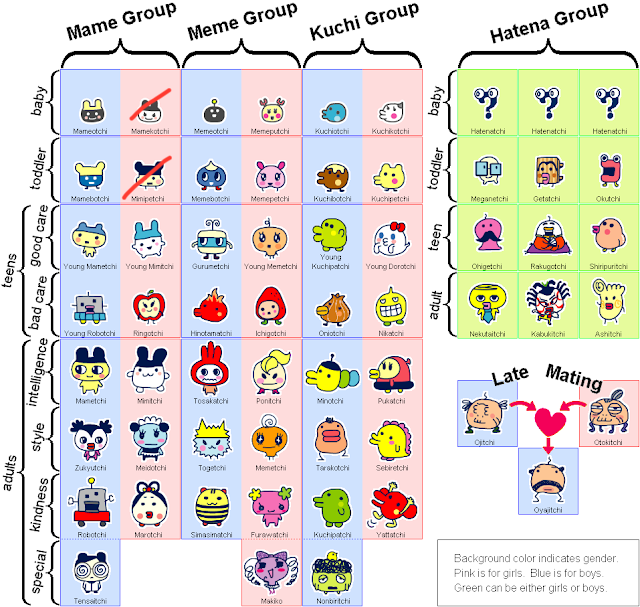 Mame Group
Meme Group
Kuchi Group
Hatena Group
baby
Mameotchi
Mamekotchi
Memeotchi
Memeputchi
Kuchiotchi
Kuchikotchi
baby
Hatenatchi
Hatenatchi
Hatenatchi
toddler
Mamebotchi
Minipetchi
Memebotchi
Memepetchi
Kuchibotchi
Kuchipetchi
toddler
Meganetchi
Getatchi
Okutchi
teens
good care
Young Mametchi
Young Mimitchi
Gurumetchi
Young Memetchi
Young
Kuchipatchi
Young Dorotchi
teen
Ohigetchi
Rakugotchi
Shiripuritchi
bad care
Young Robotchi
Ringotchi
Hinotamatchi
Ichigotchi
Oniotchi
Nikatchi
adult
Nekutaitchi
Kabukitchi
Ashitchi
adults
intelligence
Mametchi
Mimitchi
Tosakatchi
Ponitchi
Minotchi
Pukatchi
style
Zukyutchi
Meidotchi
Togetchi
Memetchi
Tarakotchi
Sebiretchi
kindness
Robotchi
Marotchi
Simasimatchi
Furawatchi
Kuchipatchi
Yattatchi
special
Tensaitchi
Makiko
Nonbiritchi
Late Mating
Ojitchi
Otokitchi
Oyajitchi
Background color indicates gender.
Pink is for girls. Blue is for boys.
Green can be either girls or boys.